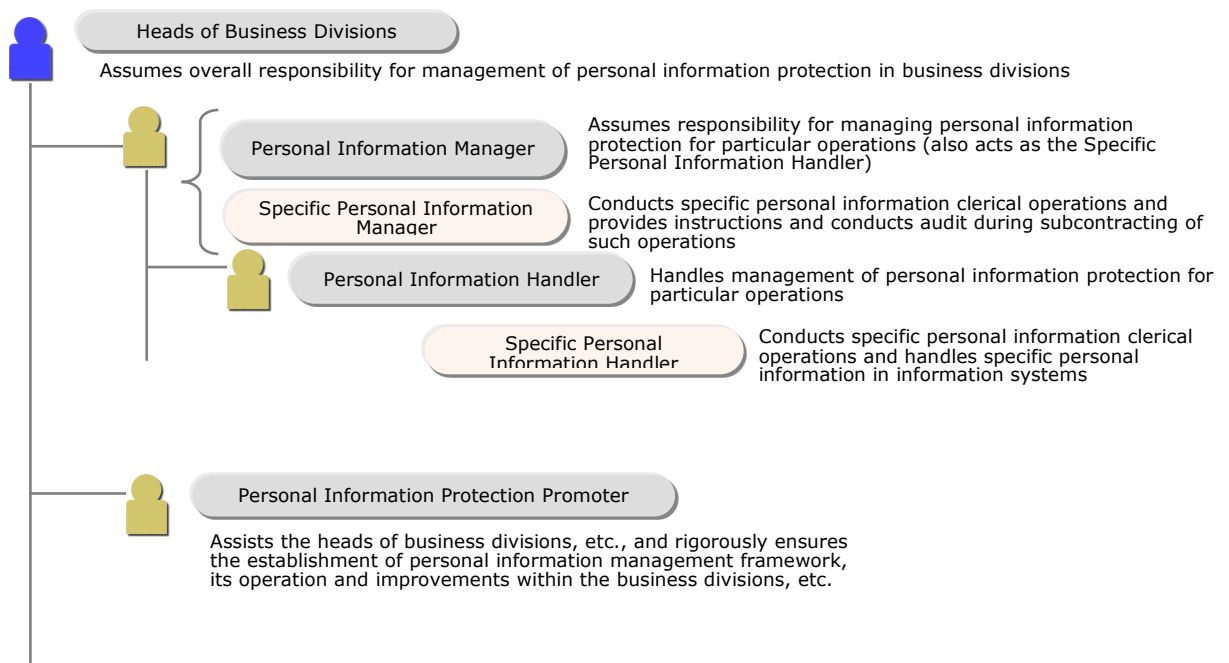 Heads of Business Divisions
Assumes overall responsibility for management of personal information protection in business divisions
Personal Information Manager
Assumes responsibility for managing personal information
protection for particular operations (also acts as the Specific
Personal Information Handler)
Specific Personal Information
Manager
Conducts specific personal information clerical operations and
provides instructions and conducts audit during subcontracting of
such operations
Personal Information Handler
Handles management of personal information protection for
particular operations
Specific Personal
Information Handler
Conducts specific personal information clerical
operations and handles specific personal
information in information systems
Personal Information Protection Promoter
Assists the heads of business divisions, etc., and rigorously ensures
the establishment of personal information management framework,
its operation and improvements within the business divisions, etc.